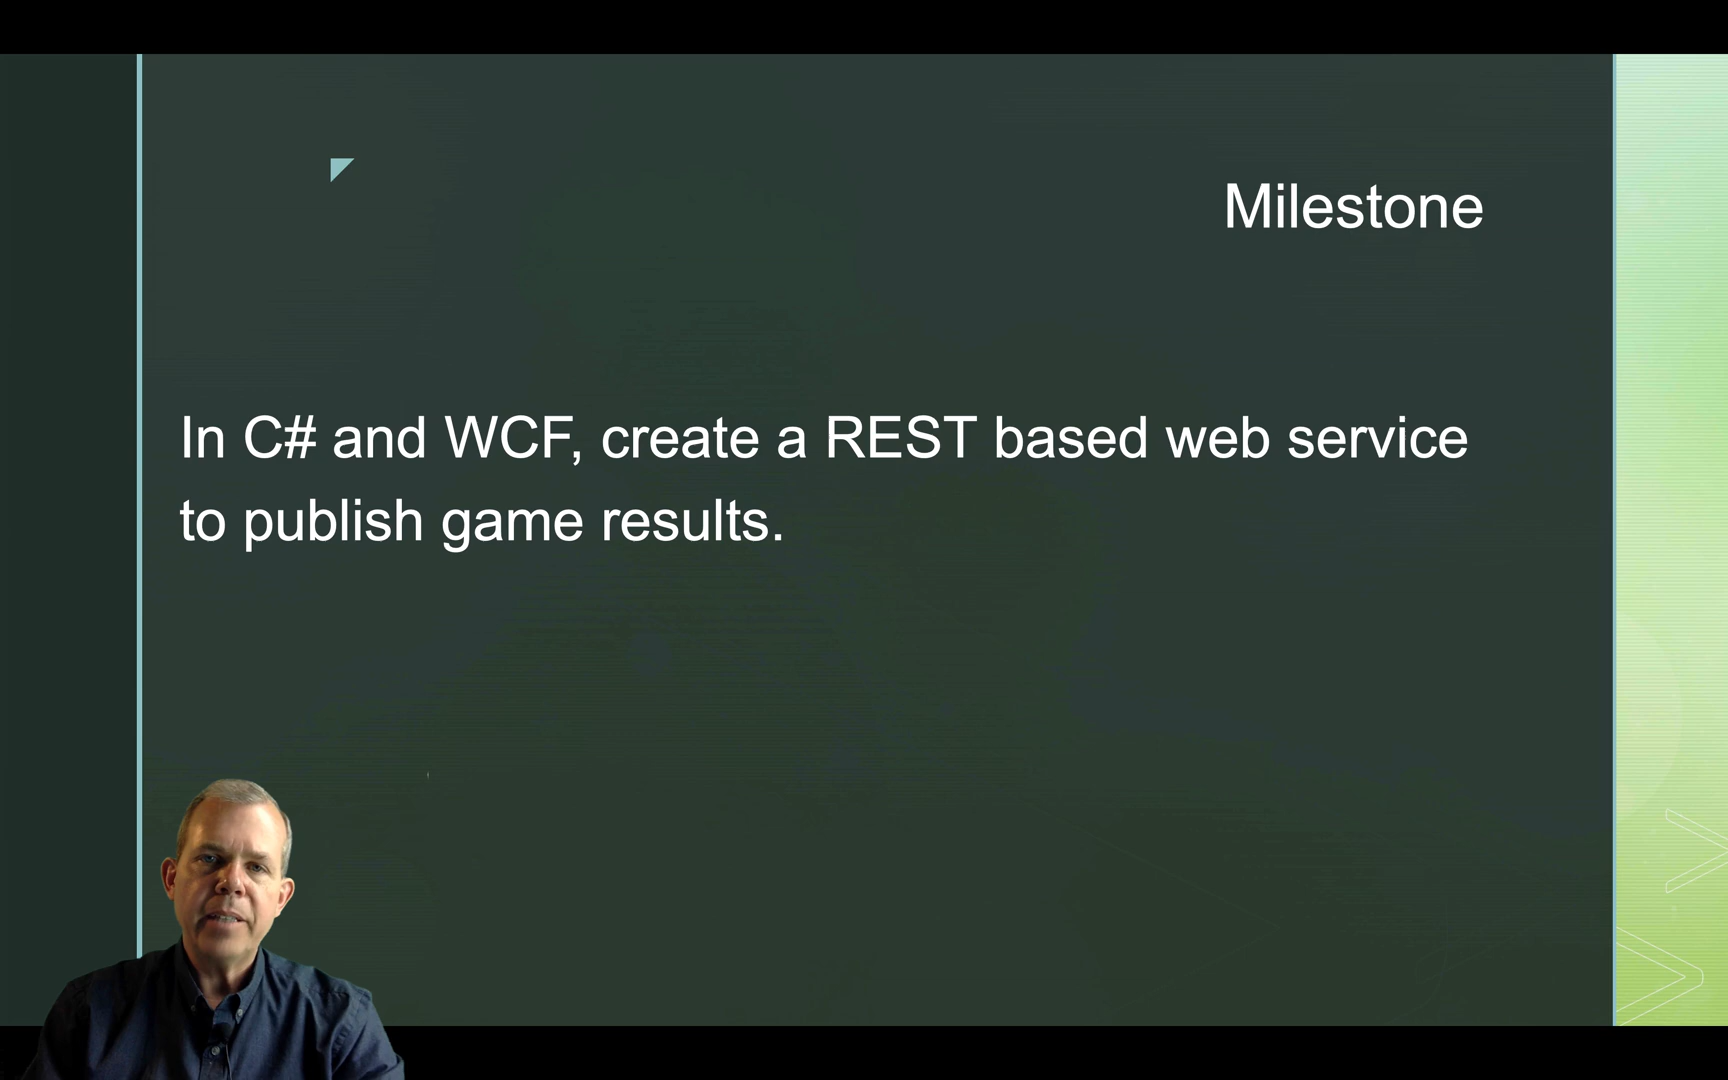 Milestone
In C# and WCF, create a REST based web service
to publish game results.